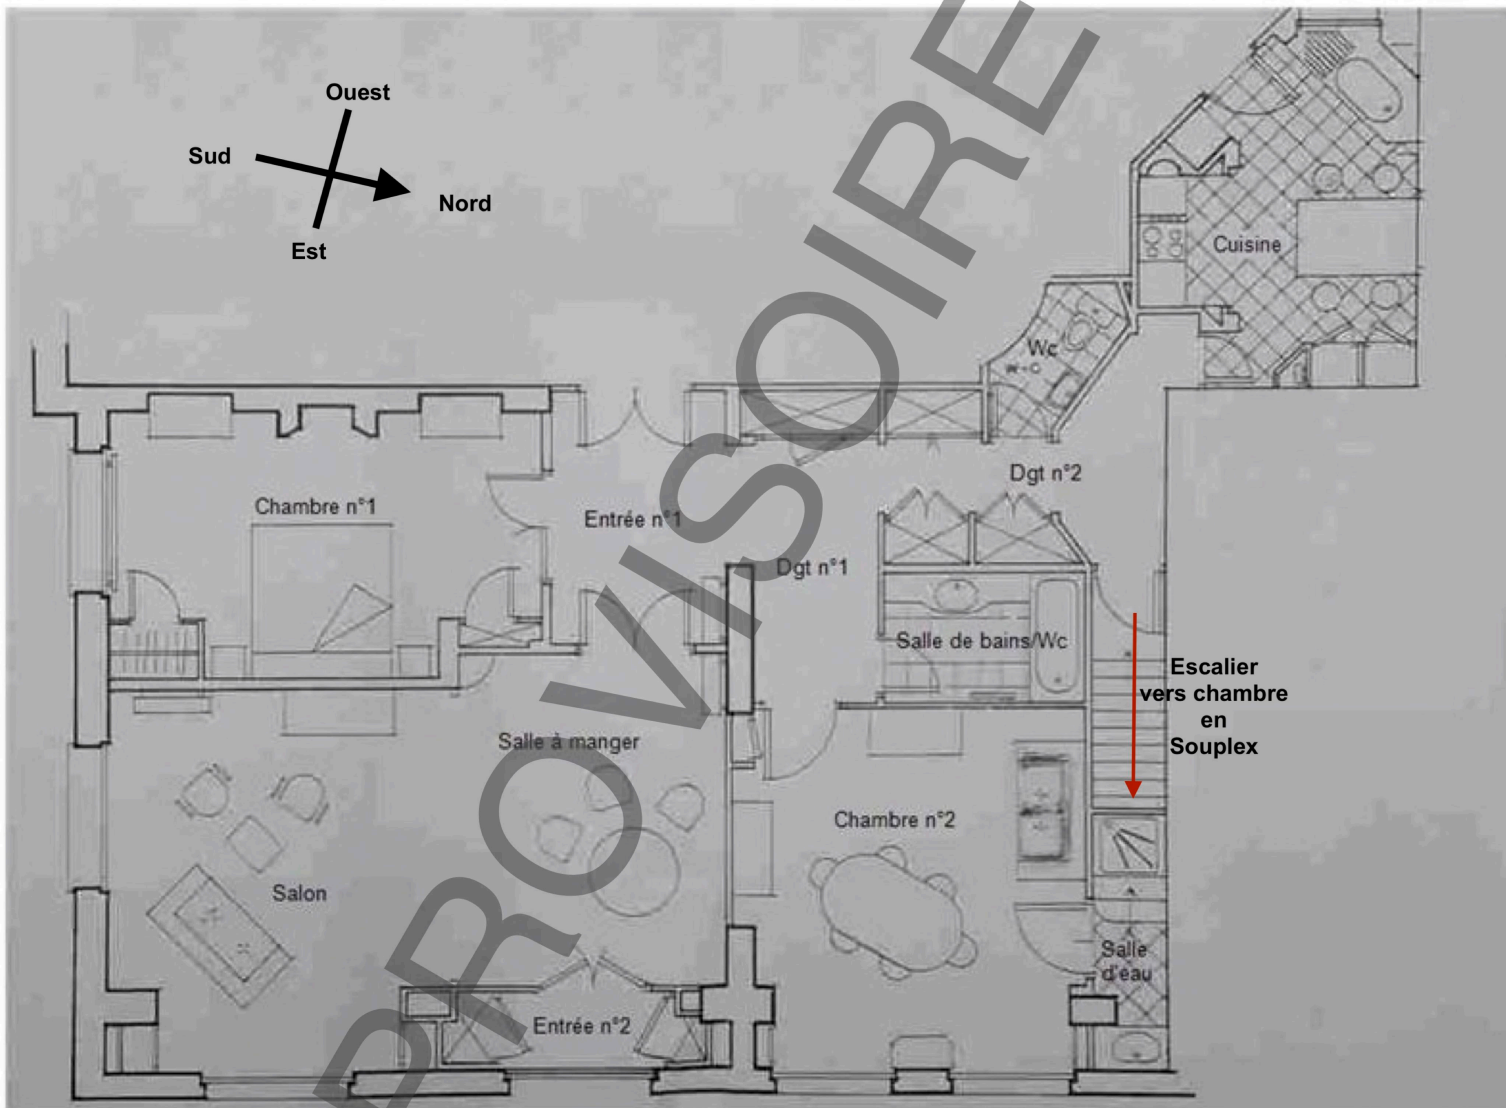 Ouest
Sud
Nord
Est
Cuisine
Wc
Dgt n°2
Chambre n°1
Entrée n°1
Dgt n°1
Salle de bains/Wc
Escalier
vers chambre
en
Souplex
Salle à manger
Chambre n°2
Salon
Salle
d'eau
Entrée n°2
PROVISOIRE